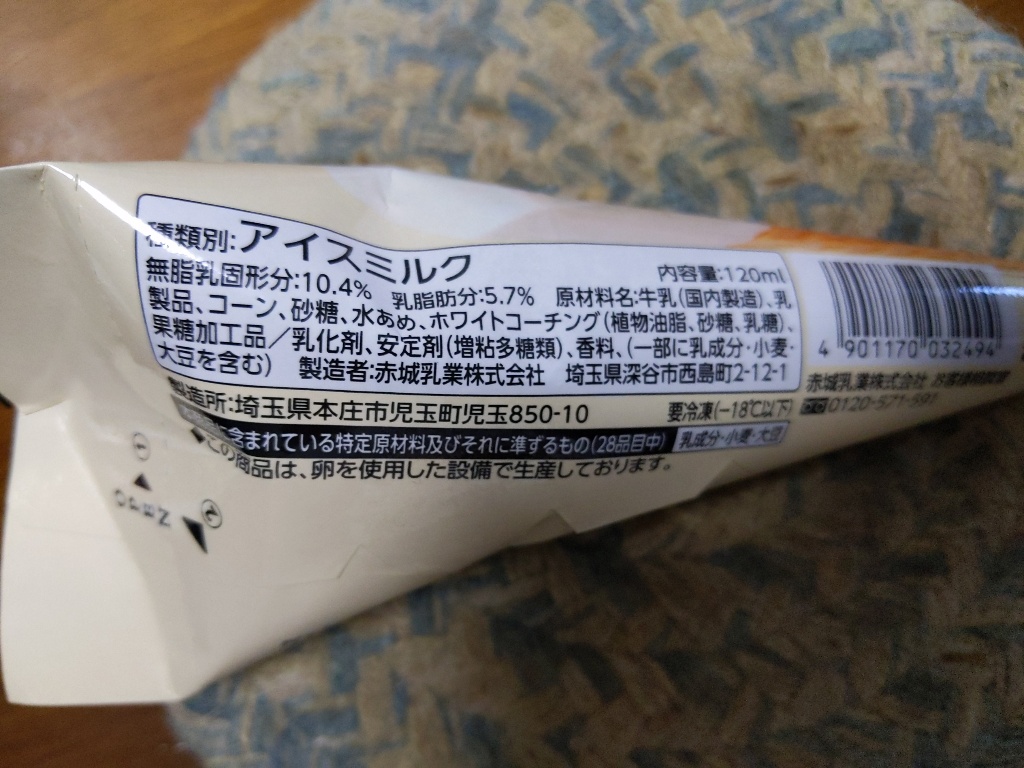 種類別:アイスミルク
無脂乳固形分:10.4% 乳脂肪分:5.7%
内容量:120ml
原材料名:牛乳(国内製造)、乳
製品、コーン、砂糖、水あめ、ホワイトコーチング(植物油脂、砂糖、乳糖)、
果糖加工品/乳化剤、安定剤(増粘多糖類)、香料、(一部に乳成分・小麦・
大豆を含む) 製造者:赤城乳業株式会社 埼玉県深谷市西島町2-12-1
製造所:埼玉県本庄市児玉町児玉850-10 要冷凍(-18℃以下)
含まれている特定原材料及びそれに準ずるもの(28品目中) 乳成分・小麦・大豆
この商品は、卵を使用した設備で生産しております。
4 901170 032494
赤城乳業株式会社
0120-571-591
OPEN